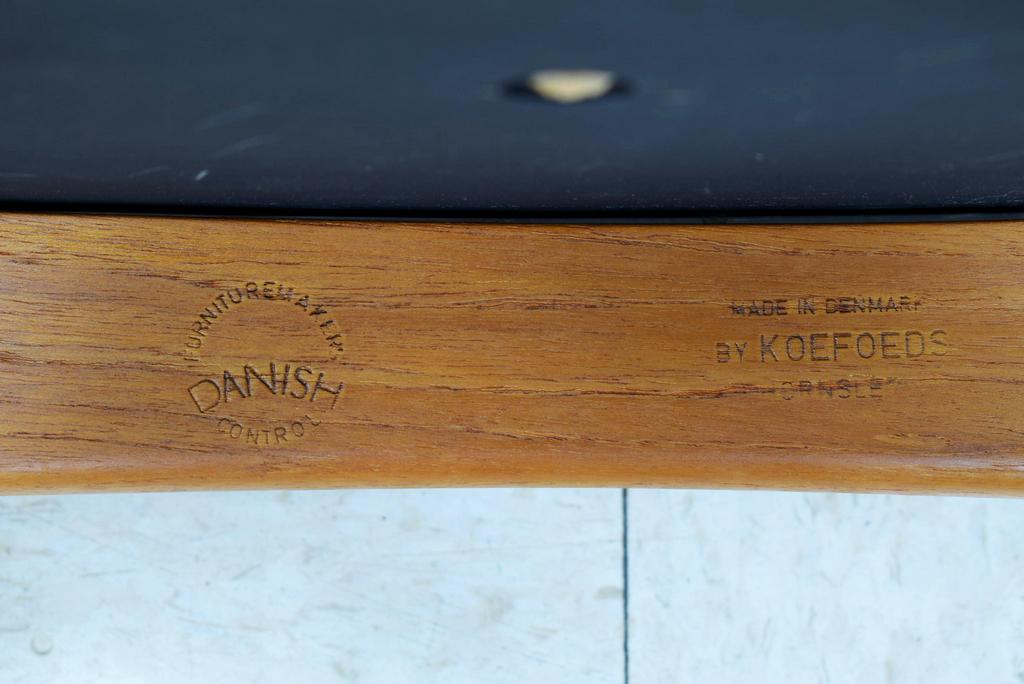 FURNITUREMAKERS
DANISH
CONTROL
MADE IN DENMARK
BY KOEFOEDS